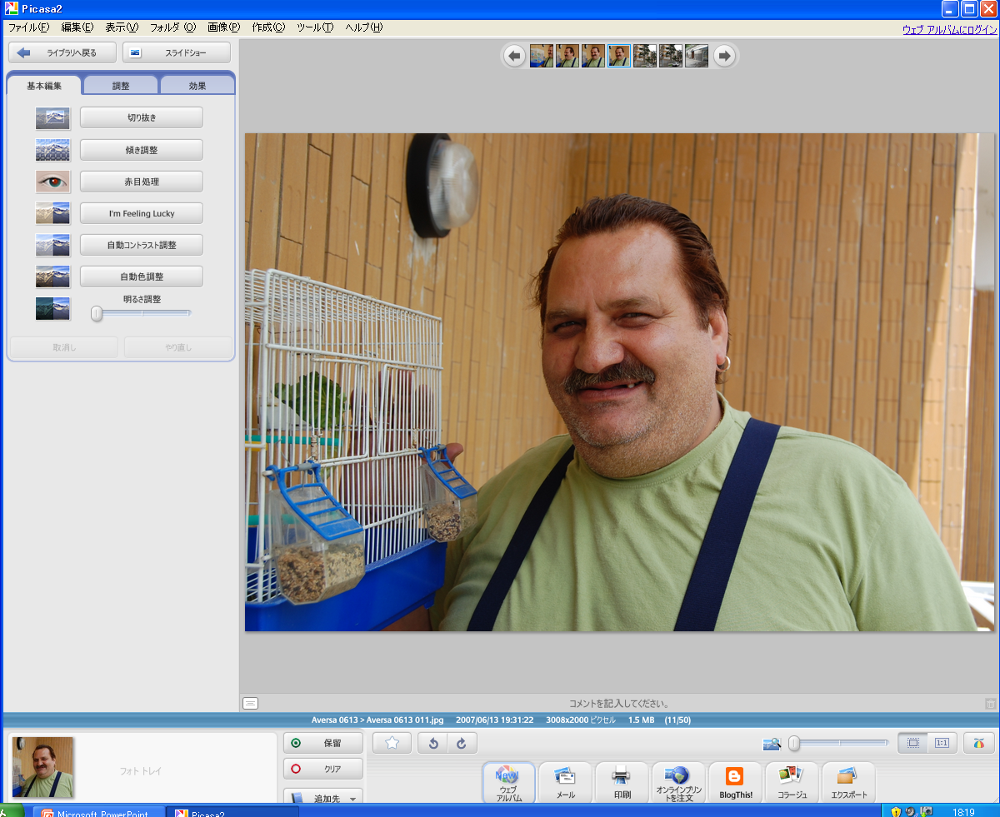 Picasa2
ファイル(F) 編集(E) 表示(V) フォルダ (O) 画像(P) 作成(C) ツール(T) ヘルプ(H)
ウェブ アルバムにログイン
ライブラリへ戻る スライドショー
基本編集 調整 効果
切り抜き
傾き調整
赤目処理
I'm Feeling Lucky
自動コントラスト調整
自動色調整
明るさ調整
取消し やり直し
コメントを記入してください。
Aversa 0613 > Aversa 0613 011.jpg 2007/06/13 19:31:22 3008x2000 ピクセル 1.5 MB (11/50)
フォト トレイ
保留
クリア
追加先
1:1
New!
ウェブ
アルバム
メール
印刷
オンラインプリン
トを注文
BlogThis!
コラージュ
エクスポート
Microsoft PowerPoint
Picasa2
18:19